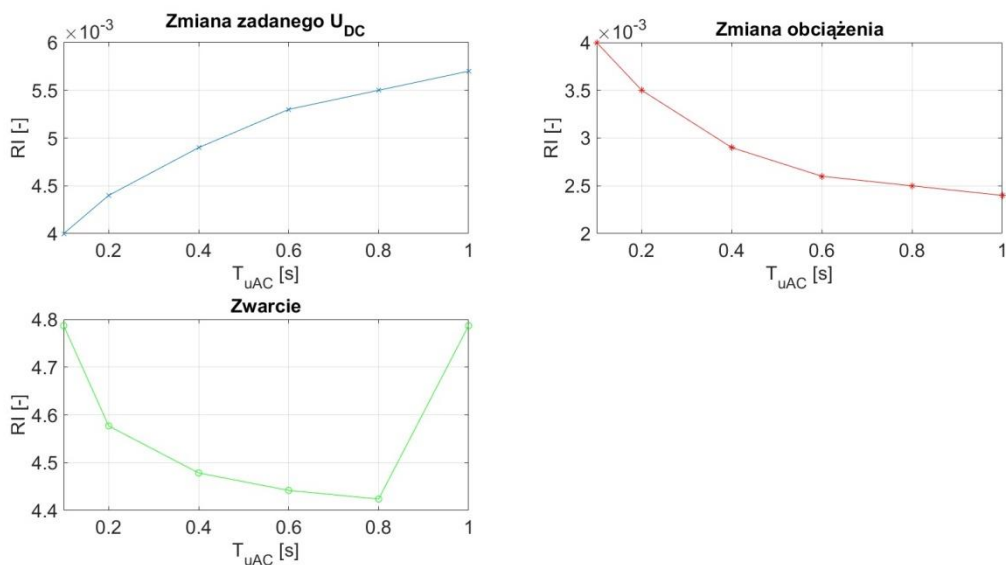 Zmiana zadanego U_DC
×10^-3
6
5.5
5
4.5
4
RI [-]
0.2 0.4 0.6 0.8 1
T_uAC [s]
Zmiana obciążenia
×10^-3
4
3.5
3
2.5
2
RI [-]
0.2 0.4 0.6 0.8 1
T_uAC [s]
Zwarcie
4.8
4.7
4.6
4.5
4.4
RI [-]
0.2 0.4 0.6 0.8 1
T_uAC [s]